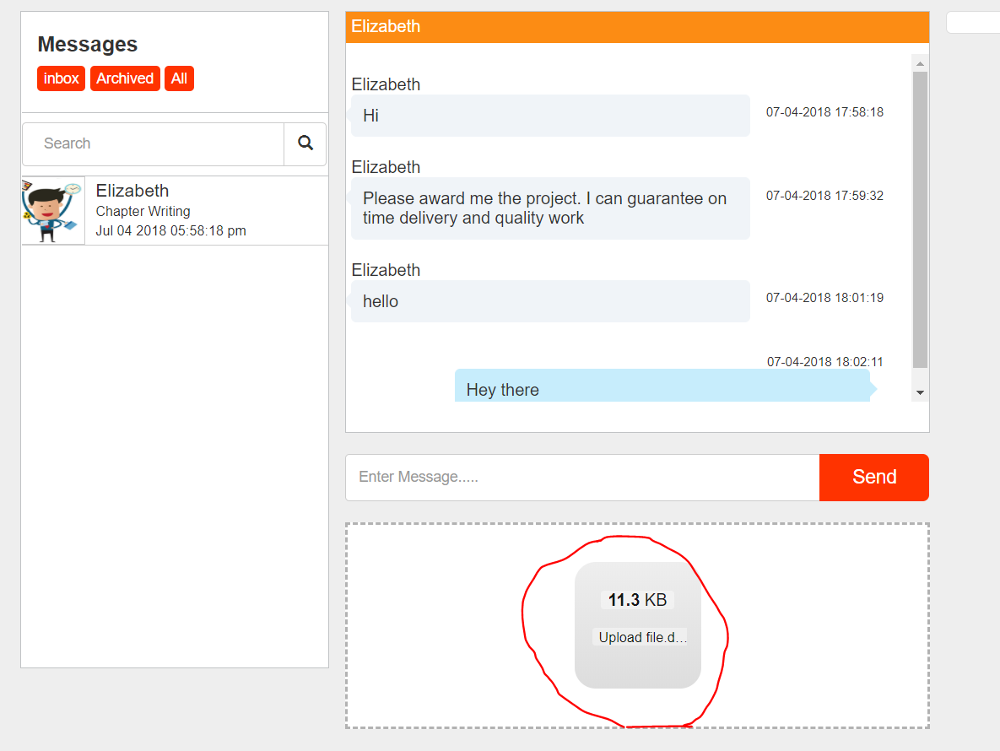 Messages
inbox Archived All
Search
Elizabeth
Chapter Writing
Jul 04 2018 05:58:18 pm
Elizabeth
Elizabeth
Hi
07-04-2018 17:58:18
Elizabeth
Please award me the project. I can guarantee on
time delivery and quality work
07-04-2018 17:59:32
Elizabeth
hello
07-04-2018 18:01:19
07-04-2018 18:02:11
Hey there
Enter Message.....
Send
11.3 KB
Upload file.d...